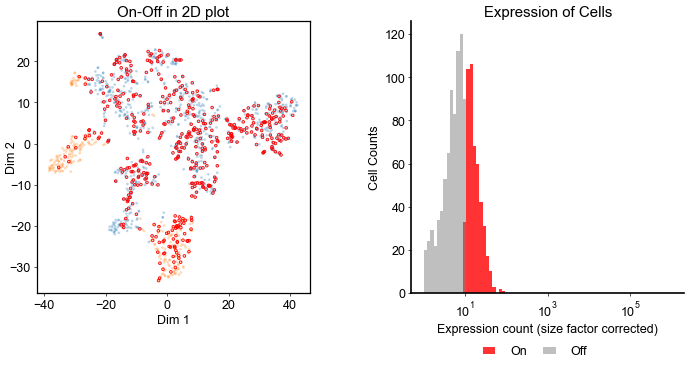 On-Off in 2D plot
Dim 2
20
10
0
−10
−20
−30
−40
−20
0
20
40
Dim 1
Expression of Cells
Cell Counts
120
100
80
60
40
20
0
10^1
10^3
10^5
Expression count (size factor corrected)
On
Off